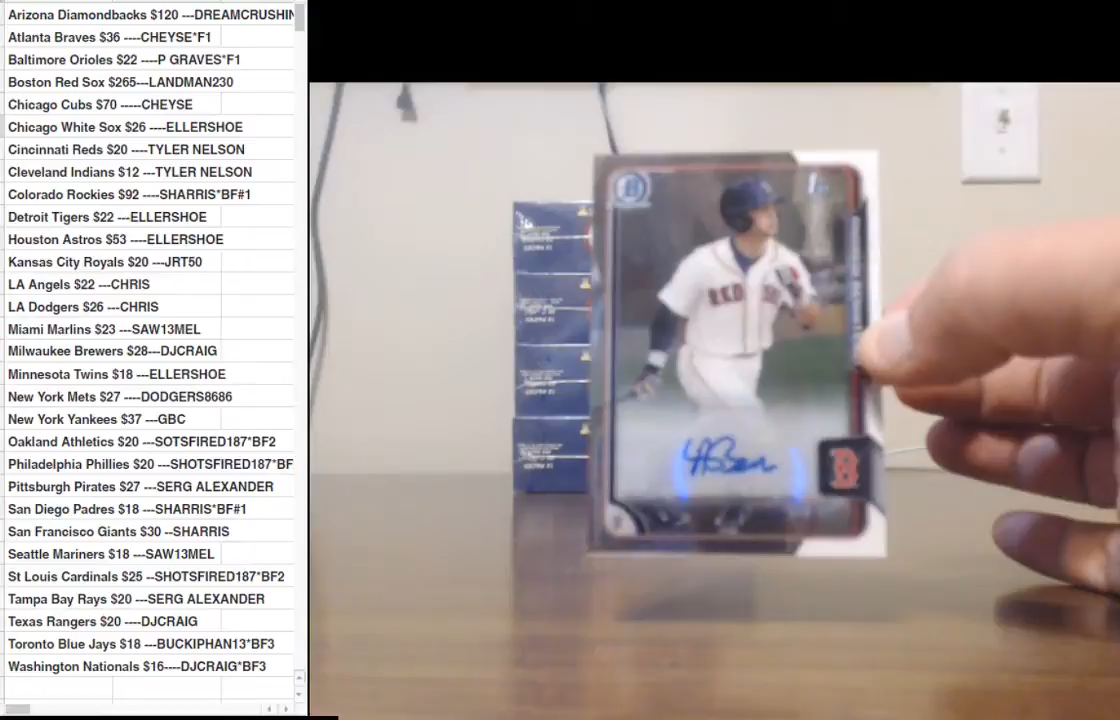 Arizona Diamondbacks $120 ---DREAMCRUSHIN
Atlanta Braves $36 ----CHEYSE*F1
Baltimore Orioles $22 ----P GRAVES*F1
Boston Red Sox $265---LANDMAN230
Chicago Cubs $70 -----CHEYSE
Chicago White Sox $26 ----ELLERSHOE
Cincinnati Reds $20 ----TYLER NELSON
Cleveland Indians $12 ---TYLER NELSON
Colorado Rockies $92 ----SHARRIS*BF#1
Detroit Tigers $22 ---ELLERSHOE
Houston Astros $53 ----ELLERSHOE
Kansas City Royals $20 ---JRT50
LA Angels $22 ---CHRIS
LA Dodgers $26 ---CHRIS
Miami Marlins $23 ---SAW13MEL
Milwaukee Brewers $28---DJCRAIG
Minnesota Twins $18 ---ELLERSHOE
New York Mets $27 ----DODGERS8686
New York Yankees $37 ---GBC
Oakland Athletics $20 ---SOTSFIRED187*BF2
Philadelphia Phillies $20 ---SHOTSFIRED187*BF
Pittsburgh Pirates $27 ---SERG ALEXANDER
San Diego Padres $18 ---SHARRIS*BF#1
San Francisco Giants $30 ---SHARRIS
Seattle Mariners $18 ---SAW13MEL
St Louis Cardinals $25 --SHOTSFIRED187*BF2
Tampa Bay Rays $20 ---SERG ALEXANDER
Texas Rangers $20 ----DJCRAIG
Toronto Blue Jays $18 ---BUCKIPHAN13*BF3
Washington Nationals $16----DJCRAIG*BF3
B
RED SOX
B